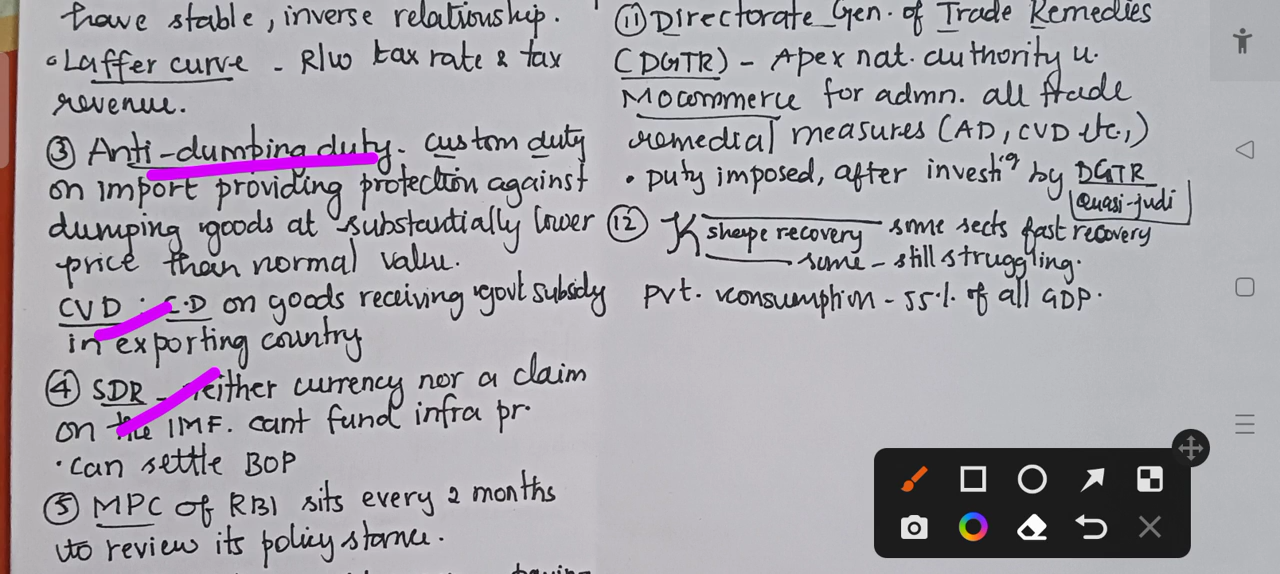 have stable, inverse relationship.
• Laffer curve - R/w tax rate & tax
revenue.
③ Anti-dumping duty - custom duty
on import providing protection against
dumping goods at substantially lower
price than normal value.
CVD : C.D on goods receiving govt subsidy
in exporting country
④ SDR - neither currency nor a claim
on the IMF. cant fund infra pr.
• can settle BOP
⑤ MPC of RBI sits every 2 months
to review its policy stance.
having
⑪ Directorate Gen. of Trade Remedies
(DGTR) - Apex nat. authority u.
MOcommerce for admn. all trade
remedial measures (AD, CVD etc.,)
• Duty imposed, after investi'g by DGTR
Quasi-judi
⑫ K shape recovery - some sects fast recovery
some - still struggling.
Pvt. consumption - 55% of all GDP.